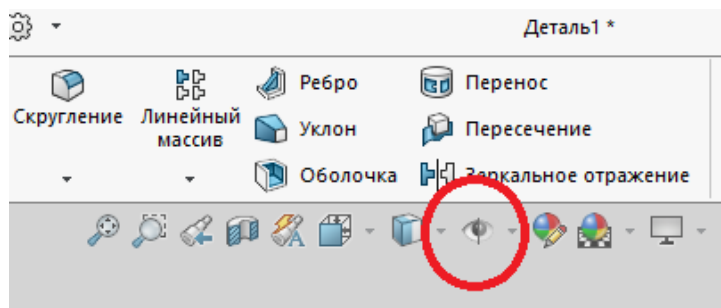 Деталь1 *
Скругление
Линейный
массив
Ребро
Уклон
Оболочка
Перенос
Пересечение
Зеркальное отражение